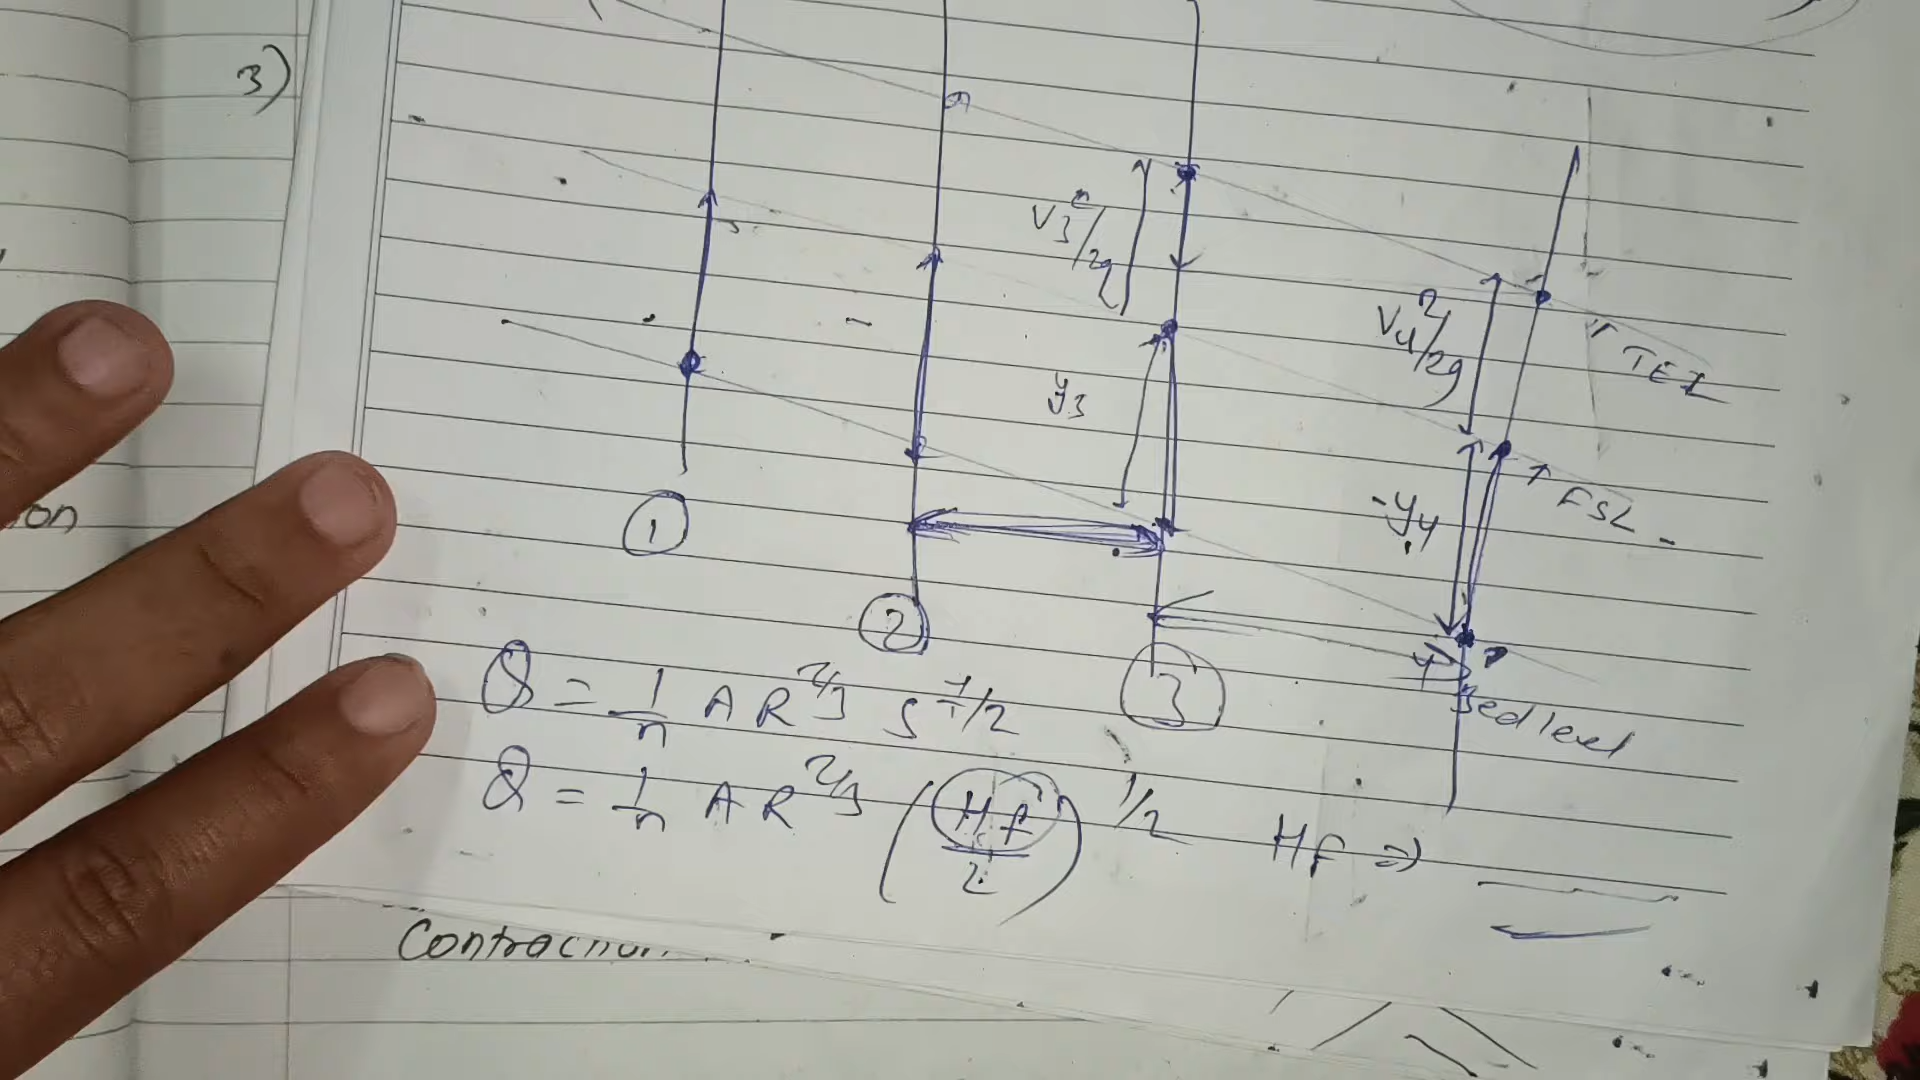 3)
V3²/2g
V4²/2g
TEL
y3
y4
FSL
on
1
2
3
4
Bed level
Q = 1/n A R^2/3 S^1/2
Q = 1/n A R^2/3 (Hf/L)^1/2 Hf =>
Contraction